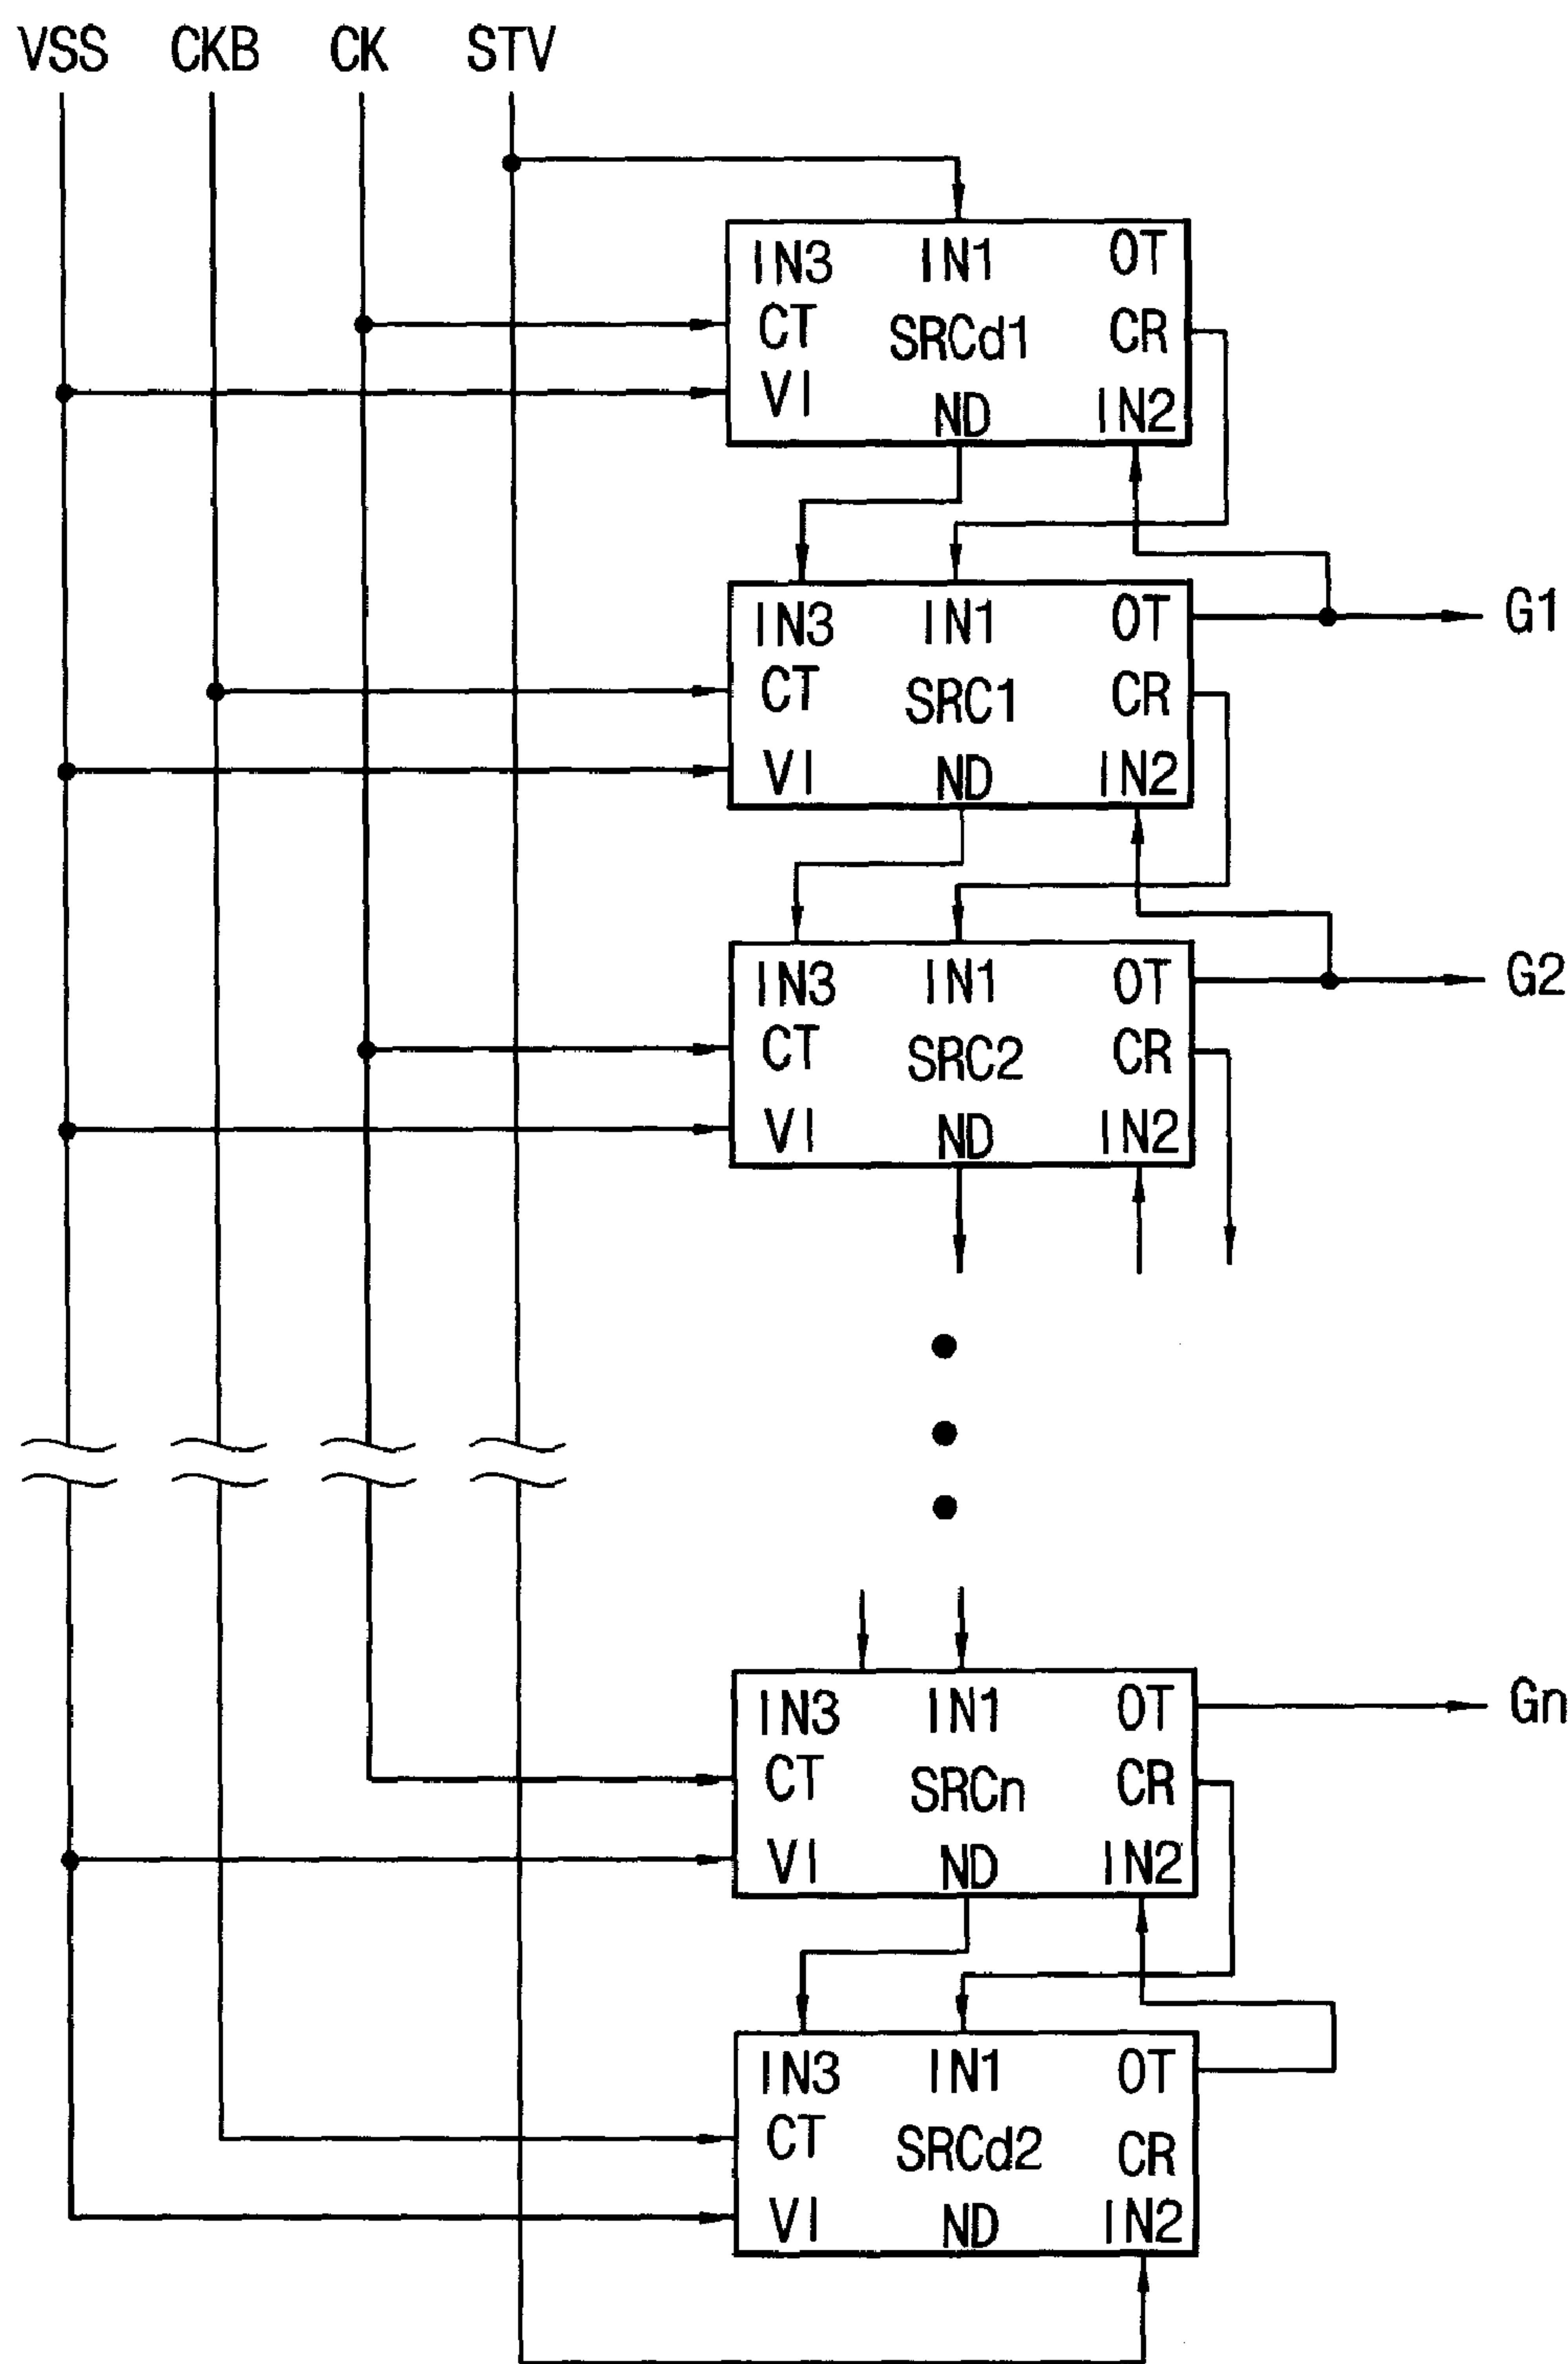 VSS CKB CK STV
IN3 IN1 OT
CT SRCd1 CR
VI ND IN2
IN3 IN1 OT G1
CT SRC1 CR
VI ND IN2
IN3 IN1 OT G2
CT SRC2 CR
VI ND IN2
IN3 IN1 OT Gn
CT SRCn CR
VI ND IN2
IN3 IN1 OT
CT SRCd2 CR
VI ND IN2